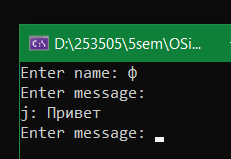 D:\253505\5sem\OSi...
Enter name: ф
Enter message:
j: Привет
Enter message: